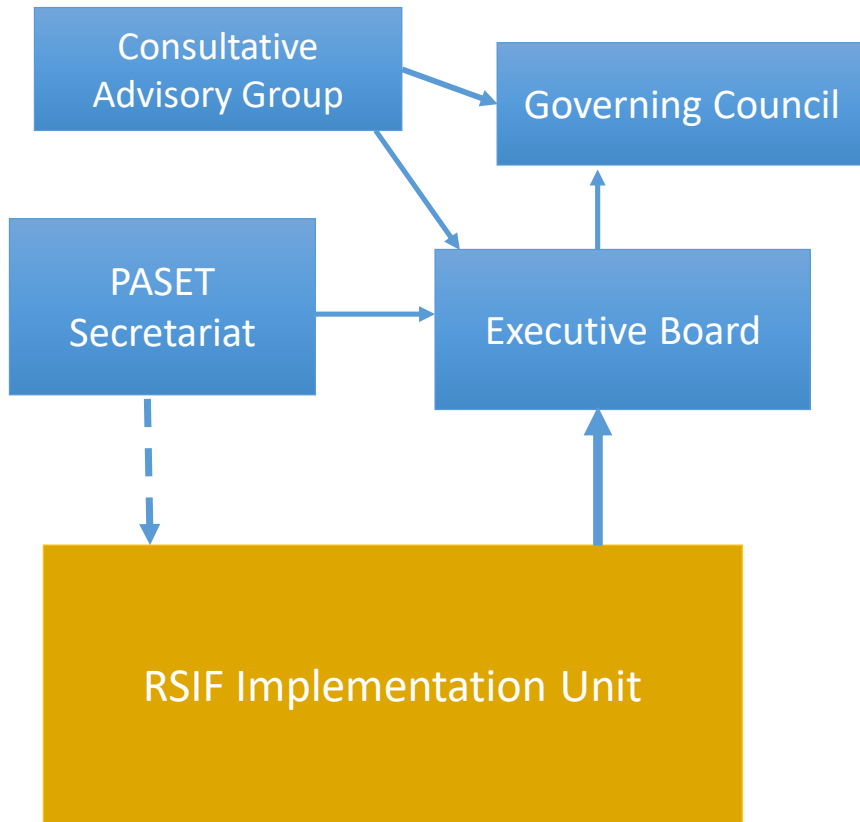 Consultative
Advisory Group
Governing Council
PASET
Secretariat
Executive Board
RSIF Implementation Unit